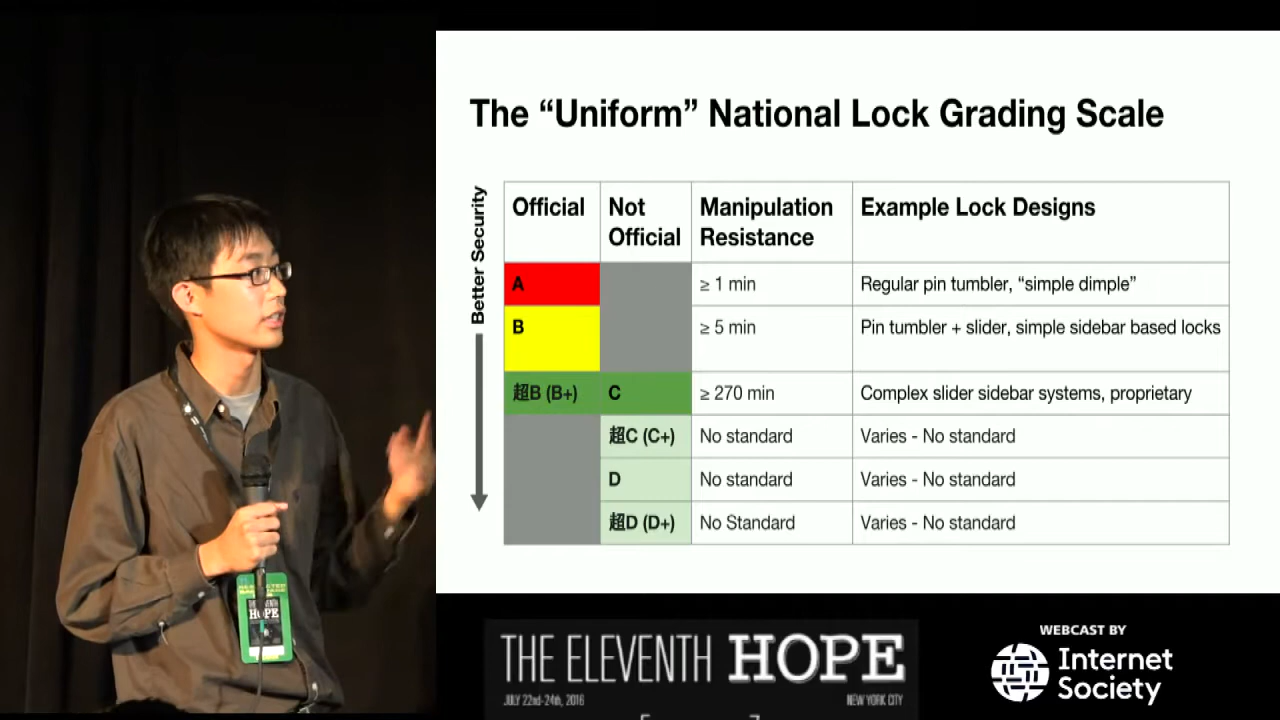 The “Uniform” National Lock Grading Scale
Better Security
Official
Not
Official
Manipulation
Resistance
Example Lock Designs
A
≥ 1 min
Regular pin tumbler, “simple dimple”
B
≥ 5 min
Pin tumbler + slider, simple sidebar based locks
超B (B+)
C
≥ 270 min
Complex slider sidebar systems, proprietary
超C (C+)
No standard
Varies - No standard
D
No standard
Varies - No standard
超D (D+)
No Standard
Varies - No standard
THE ELEVENTH
HOPE
THE ELEVENTH HOPE
JULY 22nd-24th, 2016
NEW YORK CITY
WEBCAST BY
Internet
Society